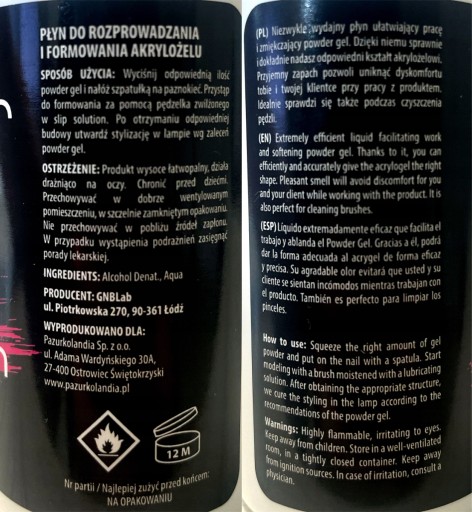 PŁYN DO ROZPROWADZANIA
I FORMOWANIA AKRYLOŻELU
SPOSÓB UŻYCIA: Wyciśnij odpowiednią ilość
powder gel i nałóż szpatułką na paznokieć. Przystąp
do formowania za pomocą pędzelka zwilżonego
w slip solution. Po otrzymaniu odpowiedniej
budowy utwardź stylizację w lampie wg zaleceń
powder gel.
OSTRZEŻENIE: Produkt wysoce łatwopalny, działa
drażniąco na oczy. Chronić przed dziećmi.
Przechowywać w dobrze wentylowanym
pomieszczeniu, w szczelnie zamkniętym opakowaniu.
Nie przechowywać w pobliżu źródeł zapłonu.
W przypadku wystąpienia podrażnień zasięgnąć
porady lekarskiej.
INGREDIENTS: Alcohol Denat., Aqua
PRODUCENT: GNBLab
ul. Piotrkowska 270, 90-361 Łódź
WYPRODUKOWANO DLA:
Pazurkolandia Sp. z o.o.
ul. Adama Wardyńskiego 30A,
27-400 Ostrowiec Świętokrzyski
www.pazurkolandia.pl
12 M
Nr partii / Najlepiej zużyć przed końcem:
NA OPAKOWANIU
(PL) Niezwykle wydajny płyn ułatwiający pracę
i zmiękczający powder gel. Dzięki niemu sprawnie
i dokładnie nadasz odpowiedni kształt akrylożelowi.
Przyjemny zapach pozwoli uniknąć dyskomfortu
tobie i twojej klientce przy pracy z produktem.
Idealnie sprawdzi się także podczas czyszczenia
pędzli.
(EN) Extremely efficient liquid facilitating work
and softening powder gel. Thanks to it, you can
efficiently and accurately give the acrylogel the right
shape. Pleasant smell will avoid discomfort for you
and your client while working with the product. It is
also perfect for cleaning brushes.
(ESP) Líquido extremadamente eficaz que facilita el
trabajo y ablanda el Powder Gel. Gracias a él, podrá
dar la forma adecuada al acrygel de forma eficaz
y precisa. Su agradable olor evitará que usted y su
cliente se sientan incómodos mientras trabajan con
el producto. También es perfecto para limpiar los
pinceles.
How to use: Squeeze the right amount of gel
powder and put on the nail with a spatula. Start
modeling with a brush moistened with a lubricating
solution. After obtaining the appropriate structure,
we cure the styling in the lamp according to the
recommendations of the powder gel.
Warnings: Highly flammable, irritating to eyes.
Keep away from children. Store in a well-ventilated
room, in a tightly closed container. Keep away
from ignition sources. In case of irritation, consult a
physician.